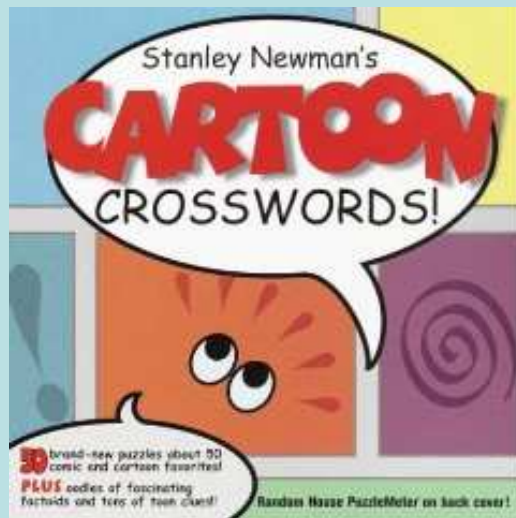 Stanley Newman's
CARTOON
CROSSWORDS!
50 brand-new puzzles about 50
comic and cartoon favorites!
PLUS oodles of fascinating
factoids and tons of toon clues!
Random House PuzzleMeter on back cover!